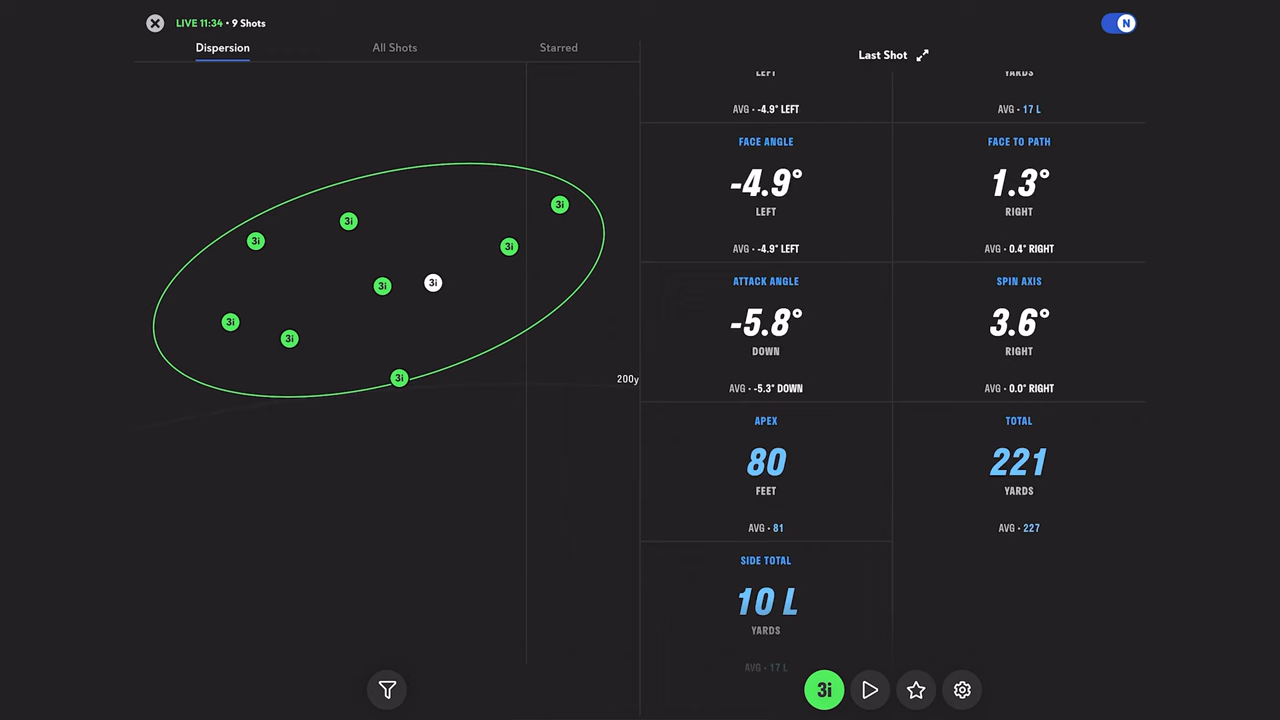 LIVE 11:34 • 9 Shots
N
Dispersion
All Shots
Starred
Last Shot
LEFT
YARDS
AVG • -4.9° LEFT
AVG • 17 L
FACE ANGLE
FACE TO PATH
-4.9°
1.3°
LEFT
RIGHT
AVG • -4.9° LEFT
AVG • 0.4° RIGHT
ATTACK ANGLE
SPIN AXIS
-5.8°
3.6°
DOWN
RIGHT
AVG • -5.3° DOWN
AVG • 0.0° RIGHT
APEX
TOTAL
80
221
FEET
YARDS
AVG • 81
AVG • 227
SIDE TOTAL
10 L
YARDS
AVG • 17 L
3i
3i
3i
3i
3i
3i
3i
3i
3i
200y
3i